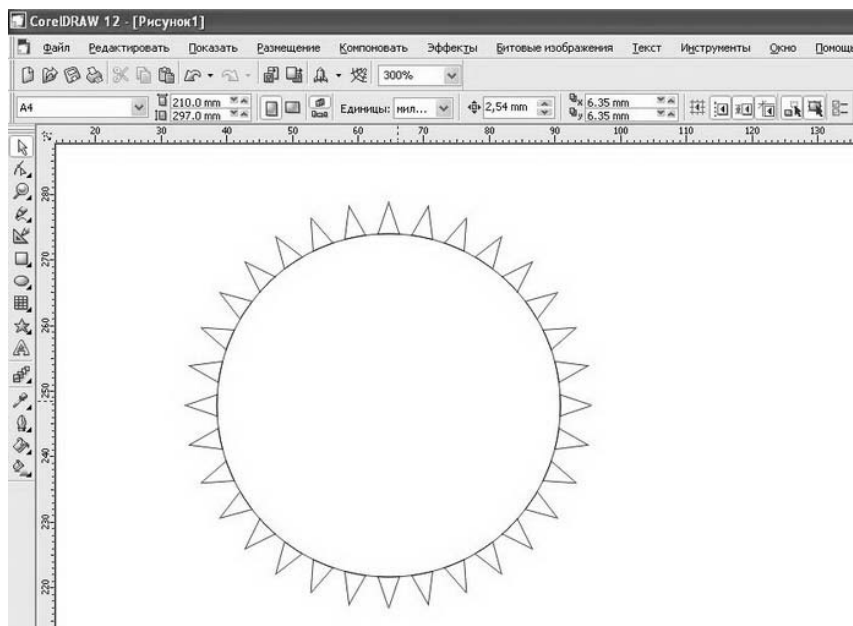 CorelDRAW 12 - [Рисунок1]
Файл Редактировать Показать Размещение Компоновать Эффекты Битовые изображения Текст Инструменты Окно Помощь
300%
A4 210.0 mm 297.0 mm Единицы: мил... 2,54 mm x 6.35 mm y 6.35 mm
20 30 40 50 60 70 80 90 100 110 120 130
280
270
260
250
240
230
220